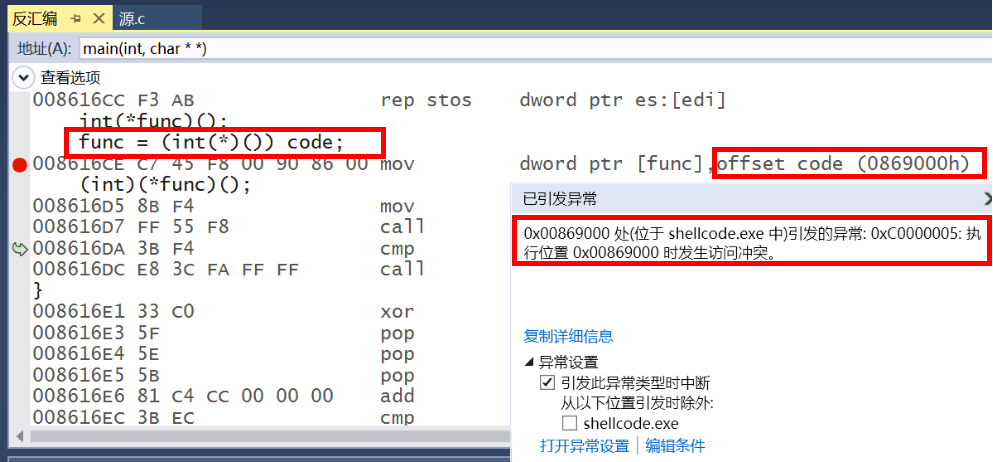 反汇编 源.c
地址(A): main(int, char * *)
查看选项
008616CC F3 AB rep stos dword ptr es:[edi]
int(*func)();
func = (int(*)()) code;
008616CE C7 45 F8 00 90 86 00 mov dword ptr [func],offset code (0869000h)
(int)(*func)();
008616D5 8B F4 mov
008616D7 FF 55 F8 call
008616DA 3B F4 cmp
008616DC E8 3C FA FF FF call
}
008616E1 33 C0 xor
008616E3 5F pop
008616E4 5E pop
008616E5 5B pop
008616E6 81 C4 CC 00 00 00 add
008616EC 3B EC cmp
已引发异常
0x00869000 处(位于 shellcode.exe 中)引发的异常: 0xC0000005: 执
行位置 0x00869000 时发生访问冲突。
复制详细信息
异常设置
引发此异常类型时中断
从以下位置引发时除外:
shellcode.exe
打开异常设置 | 编辑条件